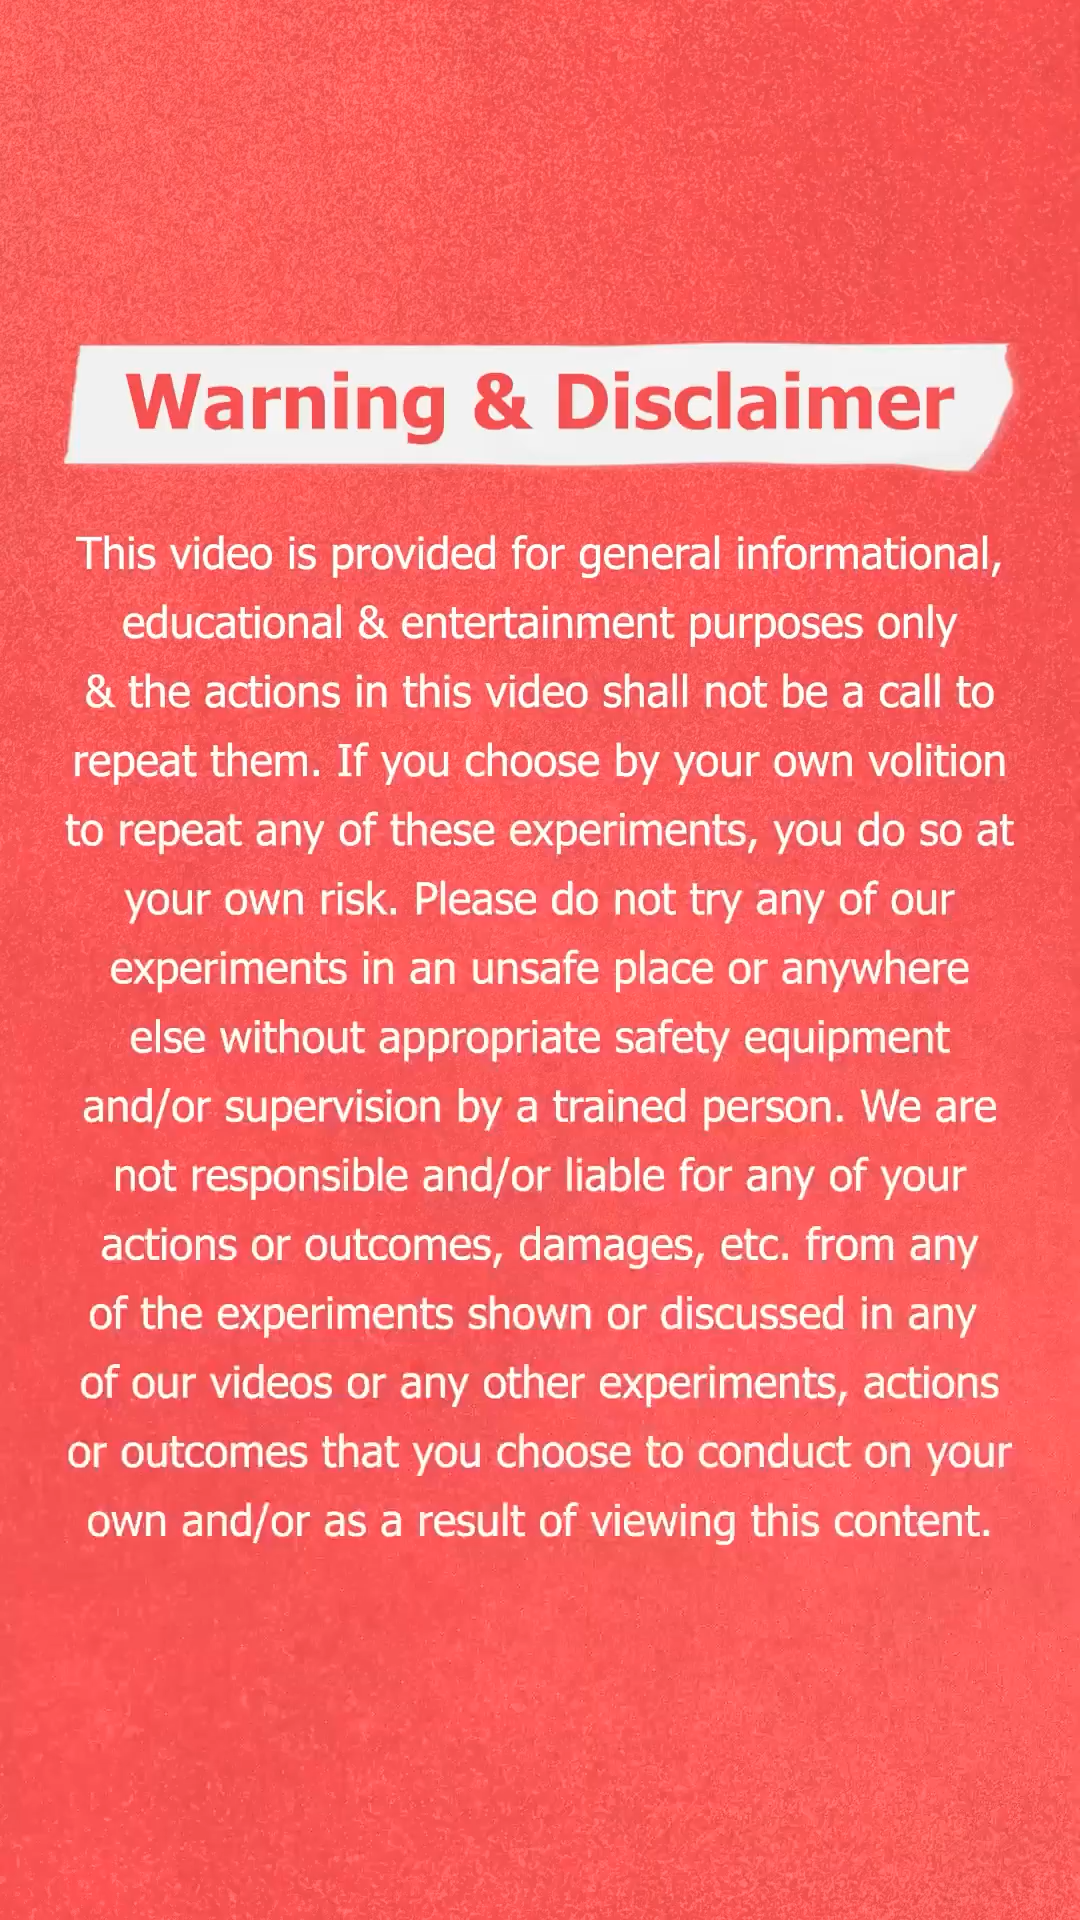 Warning & Disclaimer
This video is provided for general informational,
educational & entertainment purposes only
& the actions in this video shall not be a call to
repeat them. If you choose by your own volition
to repeat any of these experiments, you do so at
your own risk. Please do not try any of our
experiments in an unsafe place or anywhere
else without appropriate safety equipment
and/or supervision by a trained person. We are
not responsible and/or liable for any of your
actions or outcomes, damages, etc. from any
of the experiments shown or discussed in any
of our videos or any other experiments, actions
or outcomes that you choose to conduct on your
own and/or as a result of viewing this content.